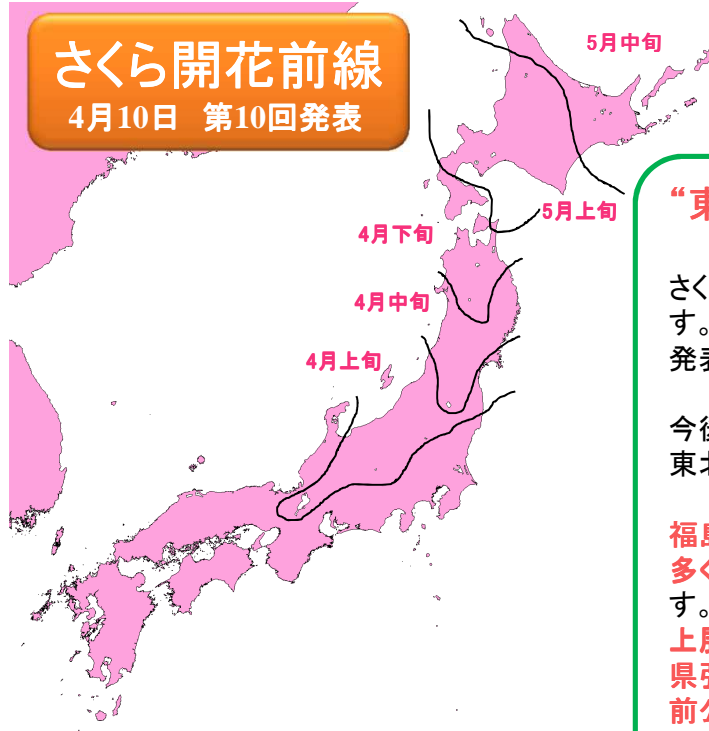 さくら開花前線
4月10日 第10回発表
5月中旬
5月上旬
4月下旬
4月中旬
4月上旬
“東
さく
す。
発表
今後
東北
福島
多く
す。
県弘
前公